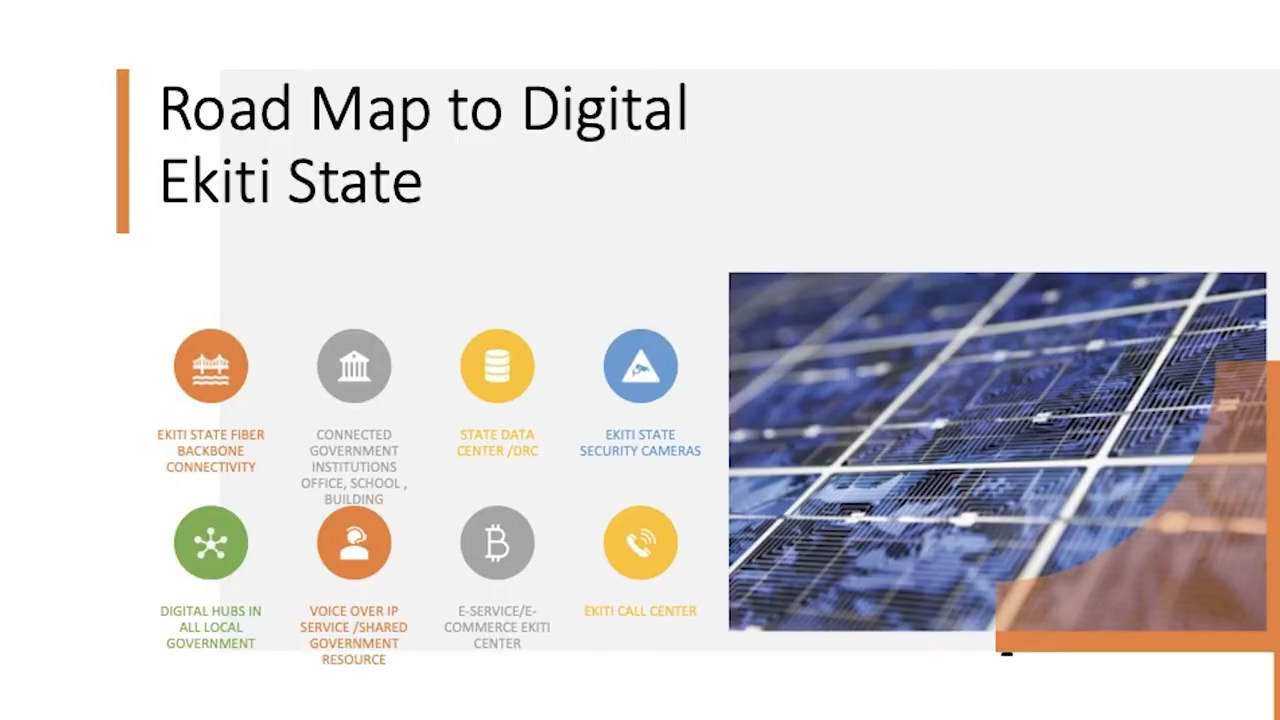 Road Map to Digital
Ekiti State
EKITI STATE FIBER
BACKBONE
CONNECTIVITY
CONNECTED
GOVERNMENT
INSTITUTIONS
OFFICE, SCHOOL ,
BUILDING
STATE DATA
CENTER /DRC
EKITI STATE
SECURITY CAMERAS
DIGITAL HUBS IN
ALL LOCAL
GOVERNMENT
VOICE OVER IP
SERVICE /SHARED
GOVERNMENT
RESOURCE
E-SERVICE/E-
COMMERCE EKITI
CENTER
EKITI CALL CENTER